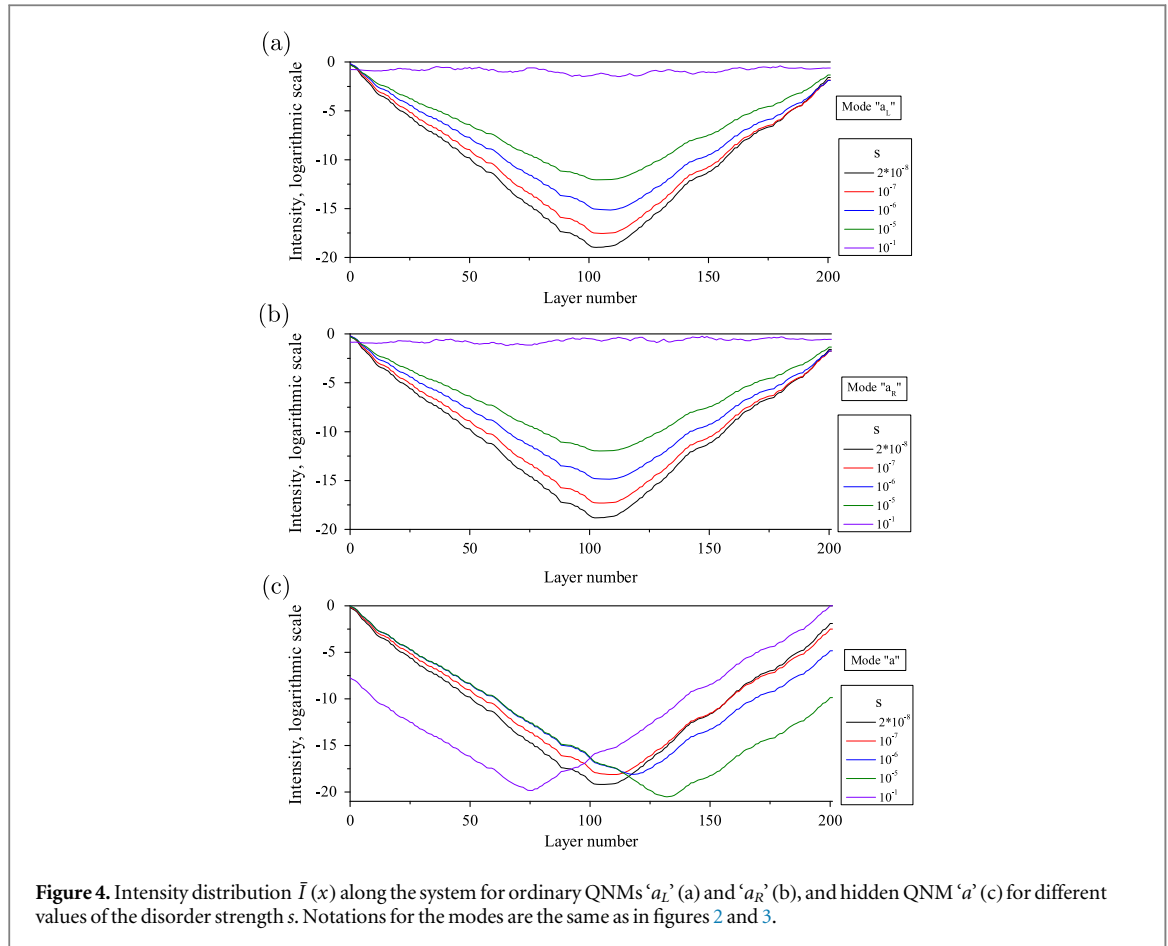 (a)
0
-5
-10
-15
-20
Intensity, logarithmic scale
0 50 100 150 200
Layer number
Mode "a_L"
s
2*10^-8
10^-7
10^-6
10^-5
10^-1
(b)
0
-5
-10
-15
-20
Intensity, logarithmic scale
0 50 100 150 200
Layer number
Mode "a_R"
s
2*10^-8
10^-7
10^-6
10^-5
10^-1
(c)
0
-5
-10
-15
-20
Intensity, logarithmic scale
0 50 100 150 200
Layer number
Mode "a"
s
2*10^-8
10^-7
10^-6
10^-5
10^-1
Figure 4. Intensity distribution Ī (x) along the system for ordinary QNMs ‘a_L’ (a) and ‘a_R’ (b), and hidden QNM ‘a’ (c) for different
values of the disorder strength s. Notations for the modes are the same as in figures 2 and 3.